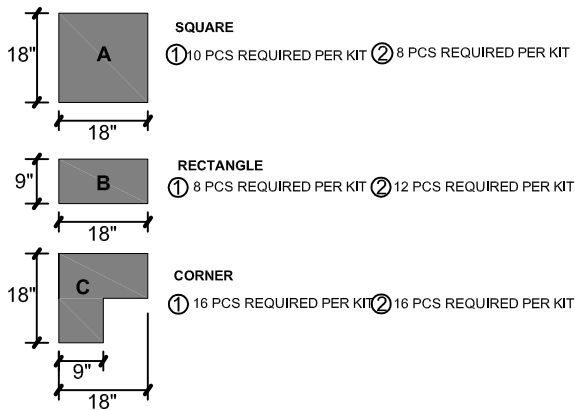 SQUARE
18"
A
① 10 PCS REQUIRED PER KIT ② 8 PCS REQUIRED PER KIT
18"
RECTANGLE
9"
B
① 8 PCS REQUIRED PER KIT ② 12 PCS REQUIRED PER KIT
18"
CORNER
18"
C
① 16 PCS REQUIRED PER KIT ② 16 PCS REQUIRED PER KIT
9"
18"